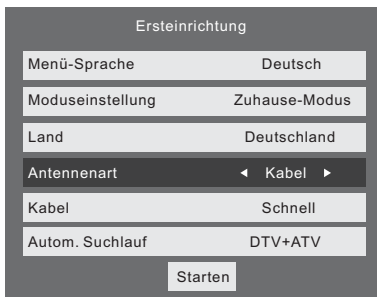 Ersteinrichtung
Menü-Sprache Deutsch
Moduseinstellung Zuhause-Modus
Land Deutschland
Antennenart ◄ Kabel ►
Kabel Schnell
Autom. Suchlauf DTV+ATV
Starten